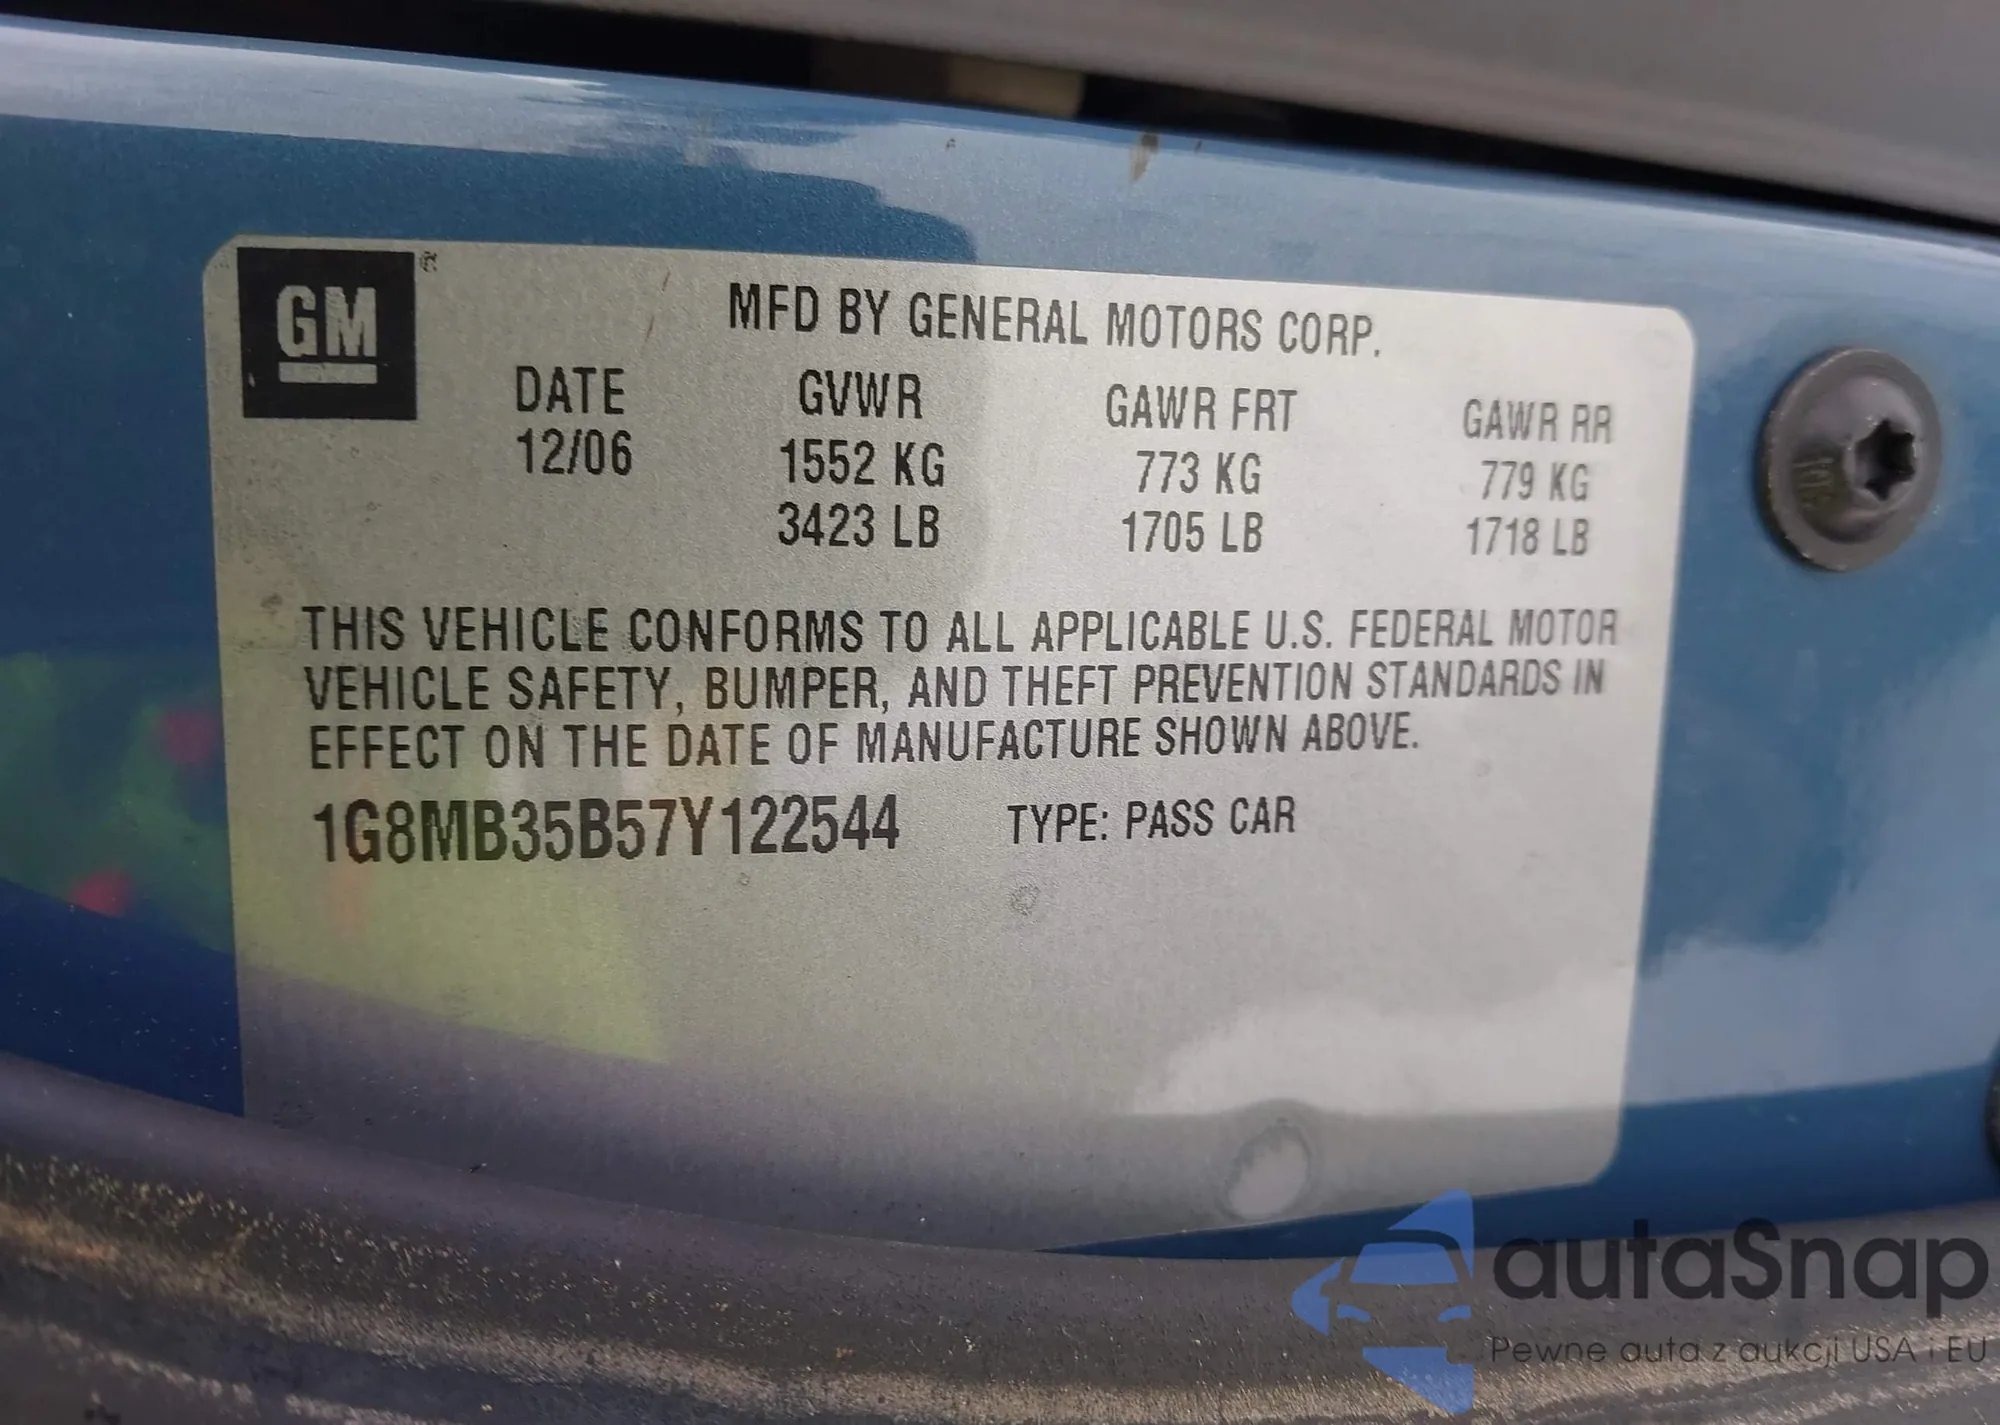 GM
MFD BY GENERAL MOTORS CORP.
DATE GVWR GAWR FRT GAWR RR
12/06 1552 KG 773 KG 779 KG
3423 LB 1705 LB 1718 LB
THIS VEHICLE CONFORMS TO ALL APPLICABLE U.S. FEDERAL MOTOR
VEHICLE SAFETY, BUMPER, AND THEFT PREVENTION STANDARDS IN
EFFECT ON THE DATE OF MANUFACTURE SHOWN ABOVE.
1G8MB35B57Y122544 TYPE: PASS CAR
autaSnap
Pewne auta z aukcji USA i EU